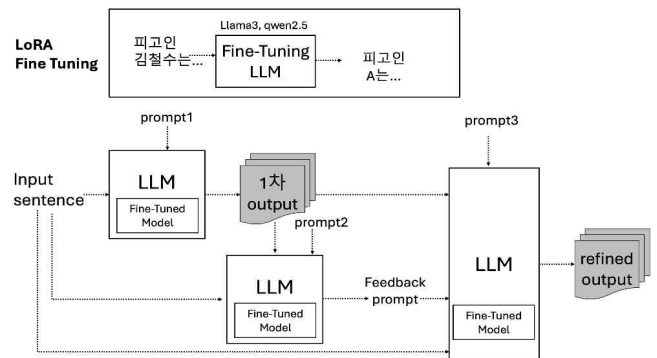 LoRA
Fine Tuning
Llama3, qwen2.5
피고인
김철수는...
Fine-Tuning
LLM
피고인
A는...
prompt1
prompt3
Input
sentence
LLM
Fine-Tuned
Model
1차
output
prompt2
LLM
Fine-Tuned
Model
Feedback
prompt
LLM
Fine-Tuned
Model
refined
output